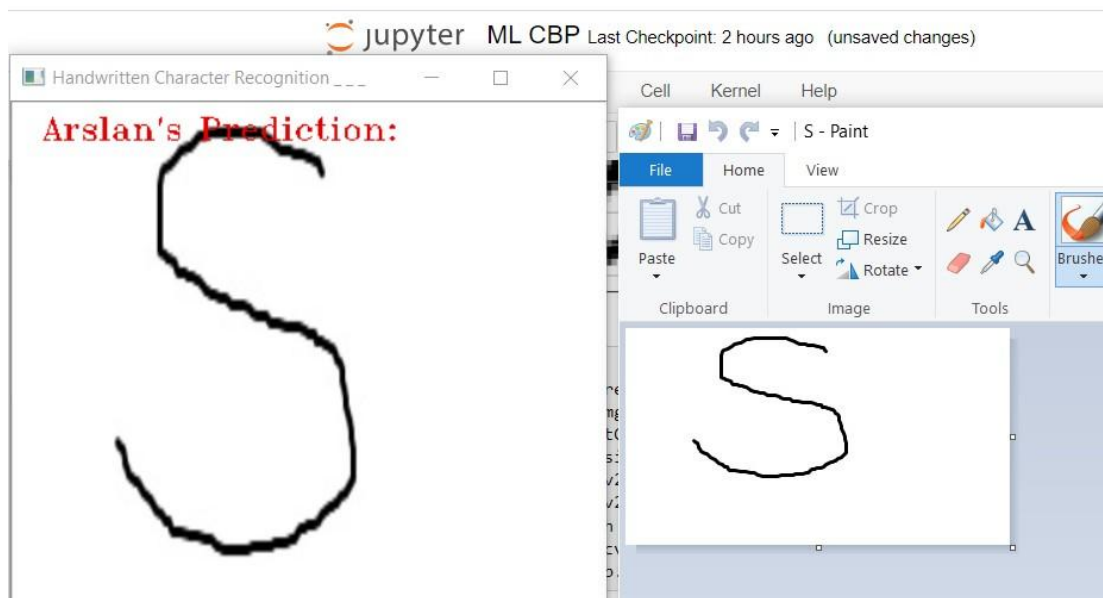 jupyter ML CBP Last Checkpoint: 2 hours ago (unsaved changes)
Handwritten Character Recognition _ _ _
Cell Kernel Help
Arslan's Prediction:
S
S - Paint
File Home View
Paste
Cut
Copy
Clipboard
Select
Crop
Resize
Rotate
Image
A
Tools
Brushe
S